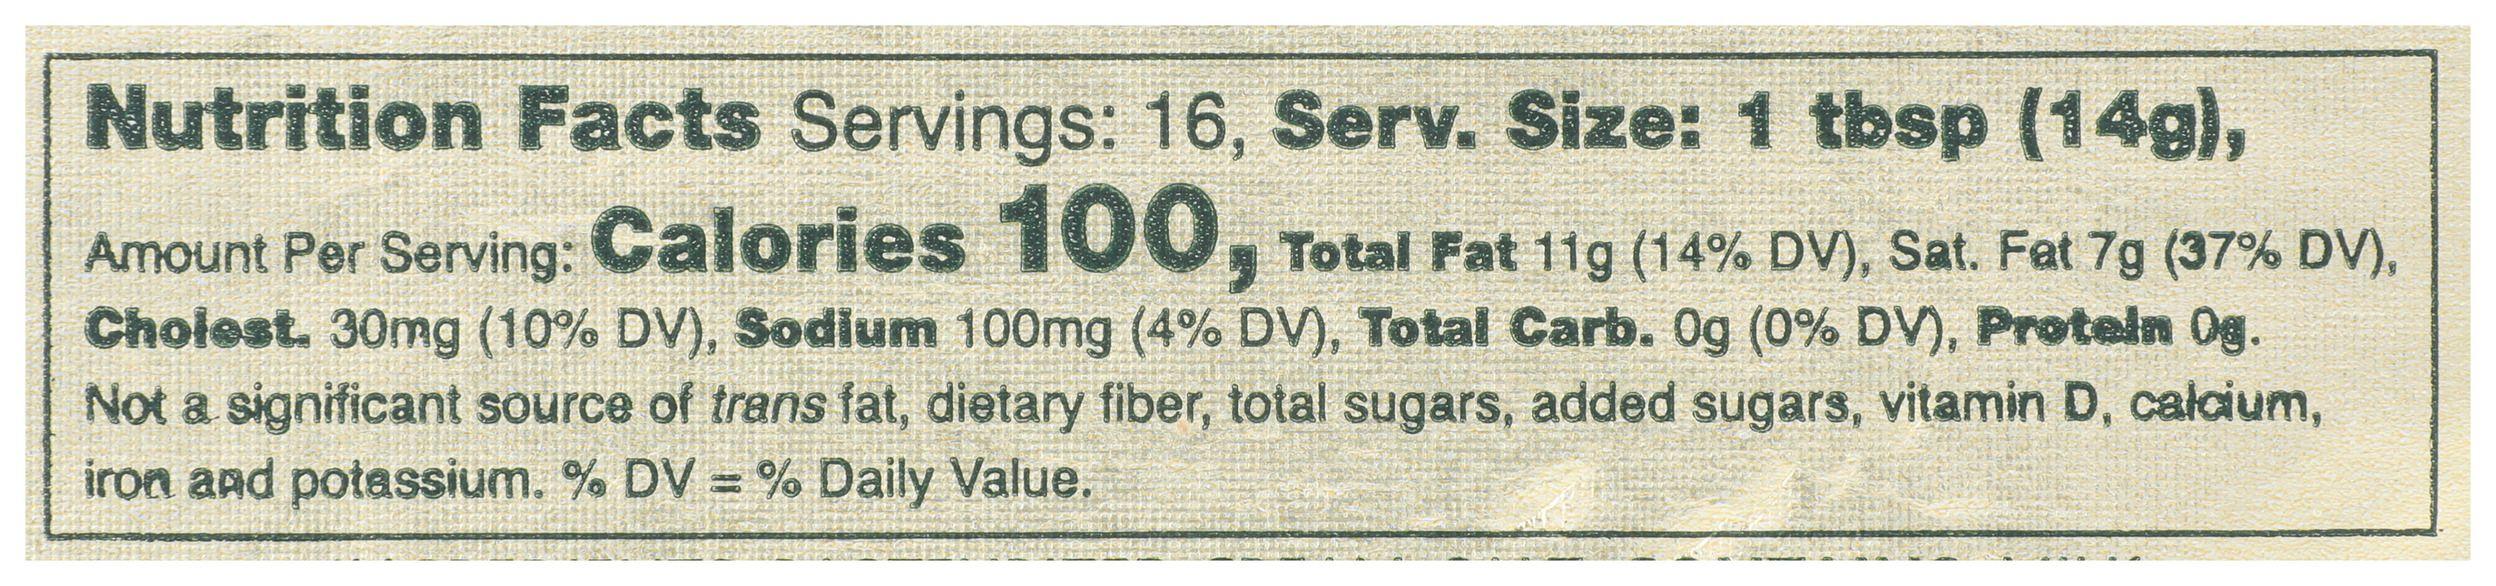 Nutrition Facts Servings: 16, Serv. Size: 1 tbsp (14g),
Amount Per Serving: Calories 100, Total Fat 11g (14% DV), Sat. Fat 7g (37% DV),
Cholest. 30mg (10% DV), Sodium 100mg (4% DV), Total Carb. 0g (0% DV), Protein 0g.
Not a significant source of trans fat, dietary fiber, total sugars, added sugars, vitamin D, calcium,
iron and potassium. % DV = % Daily Value.